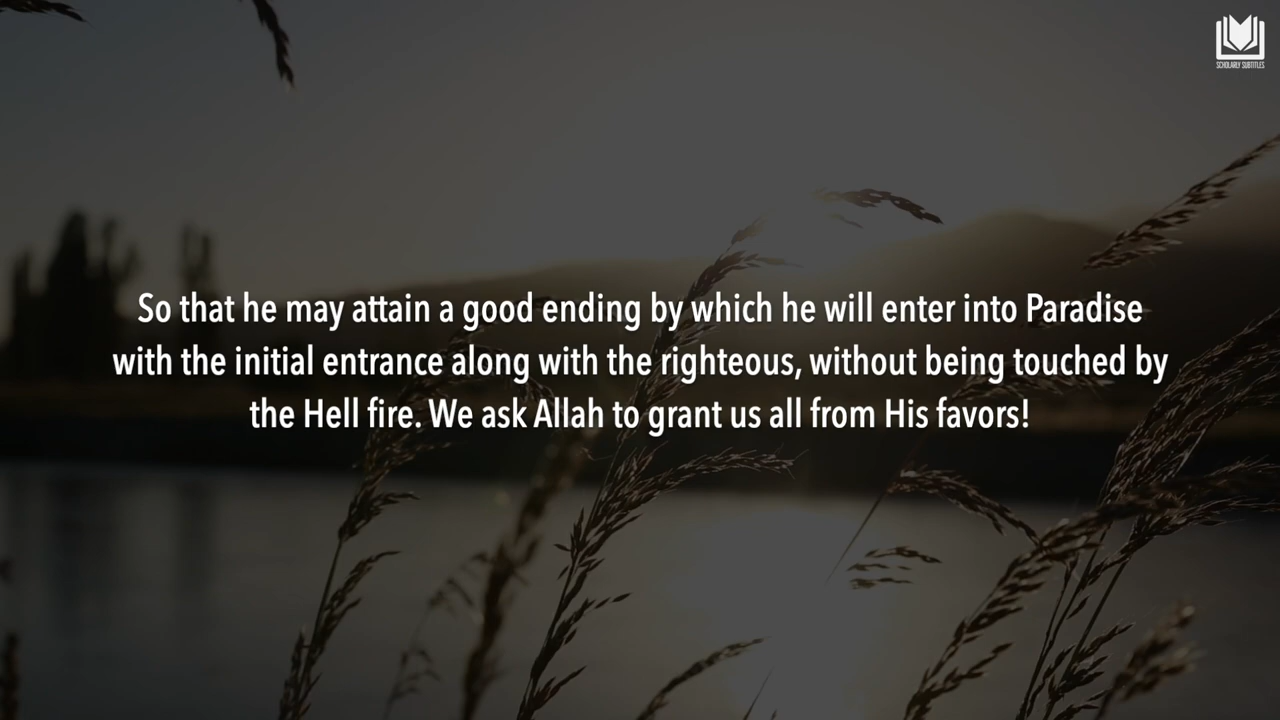 SCHOLARLY SUBTITLES
So that he may attain a good ending by which he will enter into Paradise
with the initial entrance along with the righteous, without being touched by
the Hell fire. We ask Allah to grant us all from His favors!